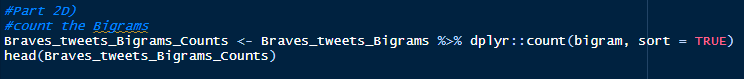 #Part 2D)
#count the Bigrams
Braves_tweets_Bigrams_Counts <- Braves_tweets_Bigrams %>% dplyr::count(bigram, sort = TRUE)
head(Braves_tweets_Bigrams_Counts)